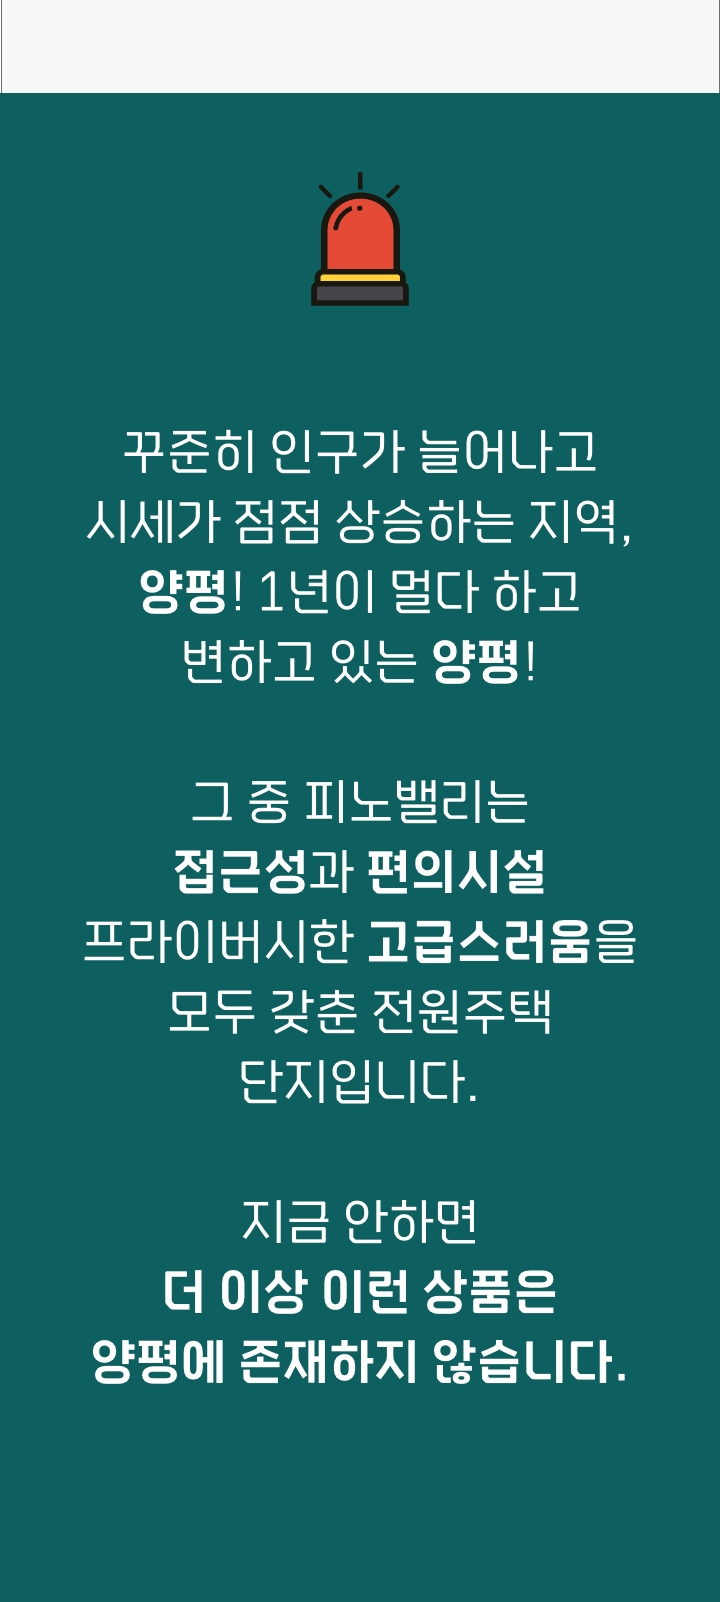 꾸준히 인구가 늘어나고
시세가 점점 상승하는 지역,
양평! 1년이 멀다 하고
변하고 있는 양평!
그 중 피노밸리는
접근성과 편의시설
프라이버시한 고급스러움을
모두 갖춘 전원주택
단지입니다.
지금 안하면
더 이상 이런 상품은
양평에 존재하지 않습니다.